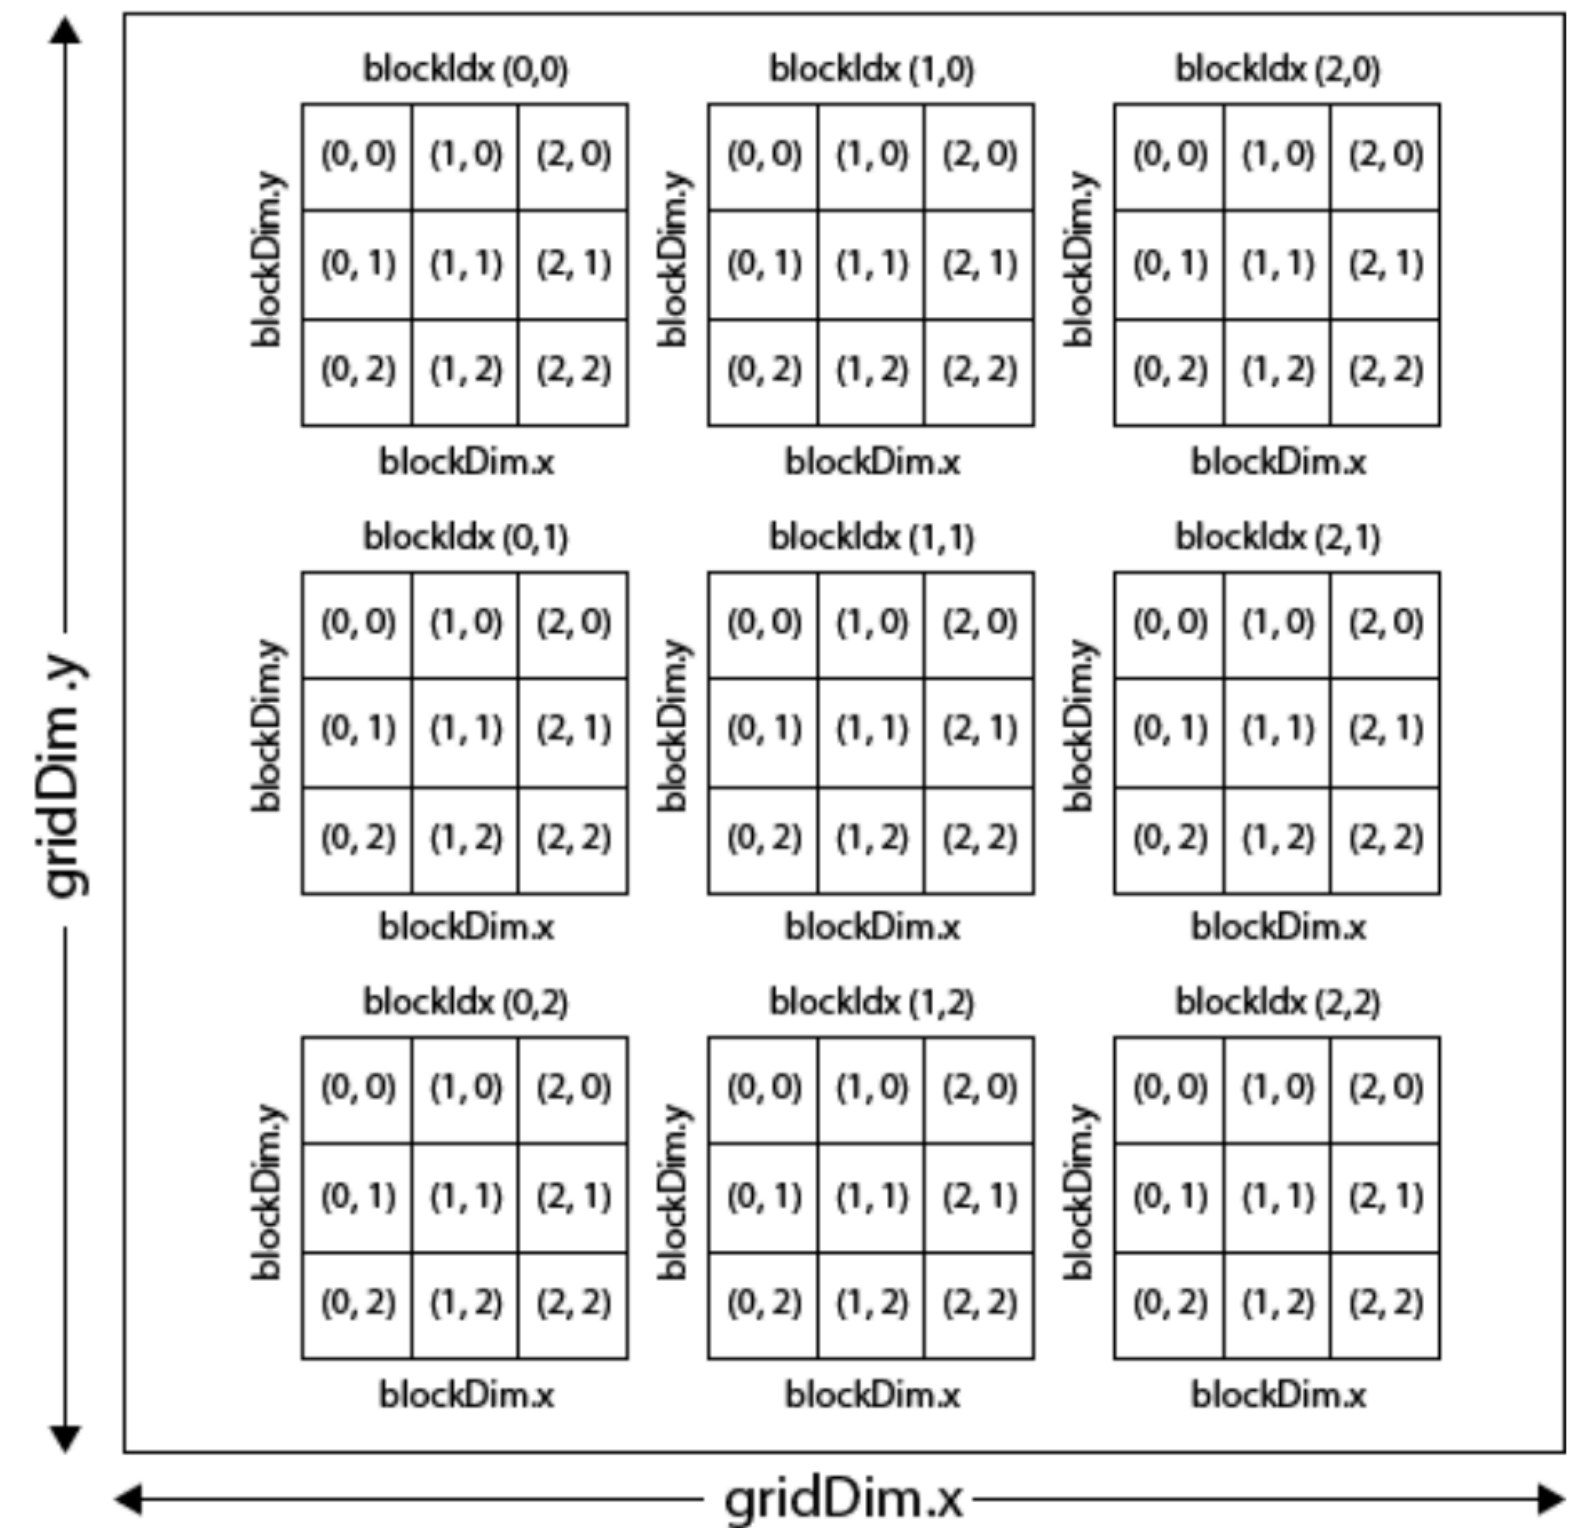 blockIdx (0,0) blockIdx (1,0) blockIdx (2,0)
(0, 0) (1, 0) (2, 0) (0, 0) (1, 0) (2, 0) (0, 0) (1, 0) (2, 0)
blockDim.y blockDim.y blockDim.y
(0, 1) (1, 1) (2, 1) (0, 1) (1, 1) (2, 1) (0, 1) (1, 1) (2, 1)
(0, 2) (1, 2) (2, 2) (0, 2) (1, 2) (2, 2) (0, 2) (1, 2) (2, 2)
blockDim.x blockDim.x blockDim.x
blockIdx (0,1) blockIdx (1,1) blockIdx (2,1)
(0, 0) (1, 0) (2, 0) (0, 0) (1, 0) (2, 0) (0, 0) (1, 0) (2, 0)
blockDim.y blockDim.y blockDim.y
(0, 1) (1, 1) (2, 1) (0, 1) (1, 1) (2, 1) (0, 1) (1, 1) (2, 1)
gridDim .y
(0, 2) (1, 2) (2, 2) (0, 2) (1, 2) (2, 2) (0, 2) (1, 2) (2, 2)
blockDim.x blockDim.x blockDim.x
blockIdx (0,2) blockIdx (1,2) blockIdx (2,2)
(0, 0) (1, 0) (2, 0) (0, 0) (1, 0) (2, 0) (0, 0) (1, 0) (2, 0)
blockDim.y blockDim.y blockDim.y
(0, 1) (1, 1) (2, 1) (0, 1) (1, 1) (2, 1) (0, 1) (1, 1) (2, 1)
(0, 2) (1, 2) (2, 2) (0, 2) (1, 2) (2, 2) (0, 2) (1, 2) (2, 2)
blockDim.x blockDim.x blockDim.x
gridDim.x